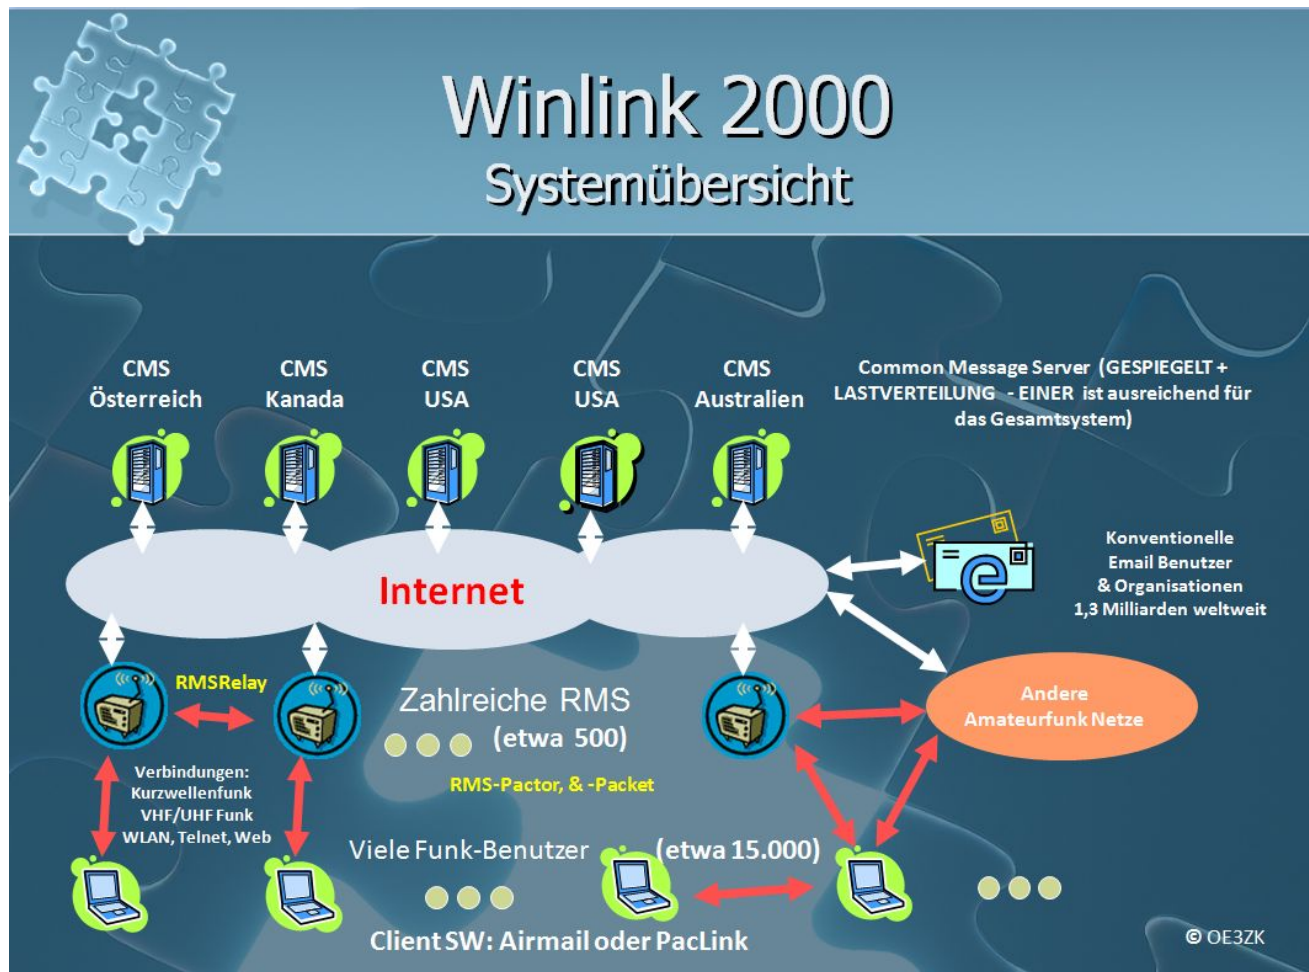 Winlink 2000
Systemübersicht
CMS
Österreich
CMS
Kanada
CMS
USA
CMS
USA
CMS
Australien
Common Message Server (GESPIEGELT +
LASTVERTEILUNG - EINER ist ausreichend für
das Gesamtsystem)
Internet
Konventionelle
Email Benutzer
& Organisationen
1,3 Milliarden weltweit
RMSRelay
Zahlreiche RMS
(etwa 500)
RMS-Pactor, & -Packet
Andere
Amateurfunk Netze
Verbindungen:
Kurzwellenfunk
VHF/UHF Funk
WLAN, Telnet, Web
Viele Funk-Benutzer (etwa 15.000)
Client SW: Airmail oder PacLink
© OE3ZK